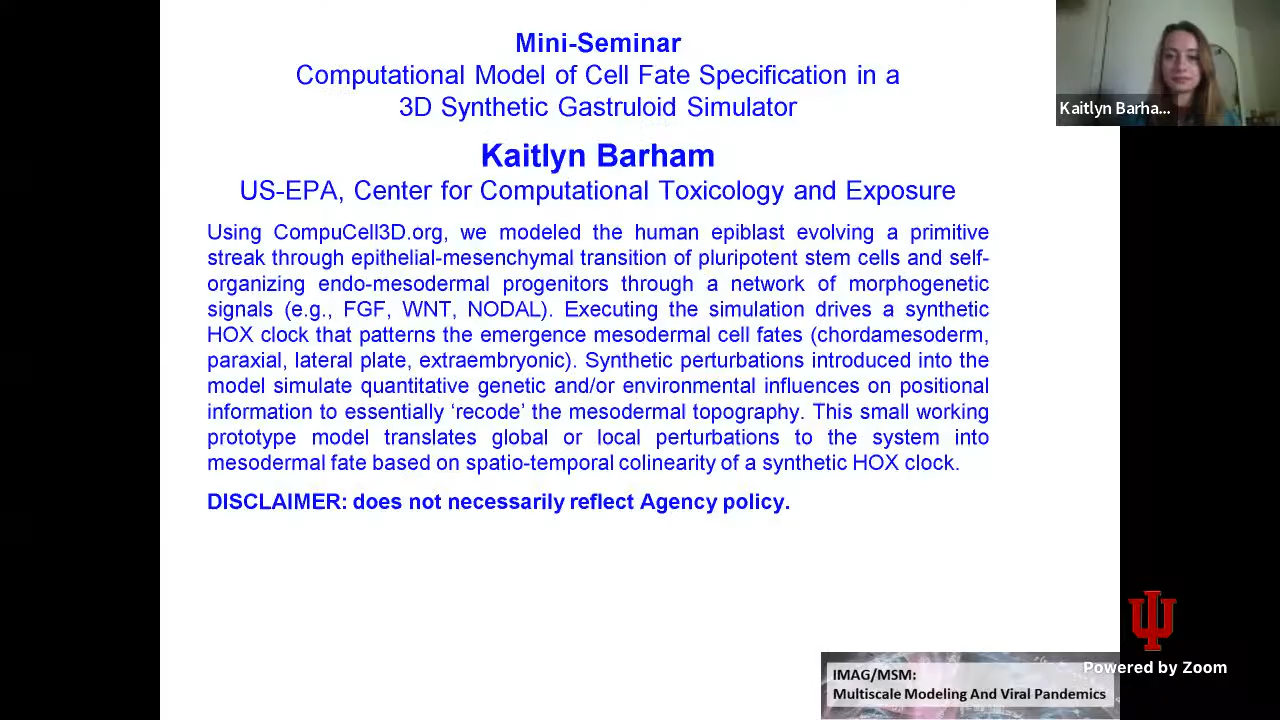 Mini-Seminar
Computational Model of Cell Fate Specification in a
3D Synthetic Gastruloid Simulator
Kaitlyn Barham
US-EPA, Center for Computational Toxicology and Exposure
Using CompuCell3D.org, we modeled the human epiblast evolving a primitive
streak through epithelial-mesenchymal transition of pluripotent stem cells and self-
organizing endo-mesodermal progenitors through a network of morphogenetic
signals (e.g., FGF, WNT, NODAL). Executing the simulation drives a synthetic
HOX clock that patterns the emergence mesodermal cell fates (chordamesoderm,
paraxial, lateral plate, extraembryonic). Synthetic perturbations introduced into the
model simulate quantitative genetic and/or environmental influences on positional
information to essentially ‘recode’ the mesodermal topography. This small working
prototype model translates global or local perturbations to the system into
mesodermal fate based on spatio-temporal colinearity of a synthetic HOX clock.
DISCLAIMER: does not necessarily reflect Agency policy.
Kaitlyn Barha...
Powered by Zoom
IMAG/MSM:
Multiscale Modeling And Viral Pandemics